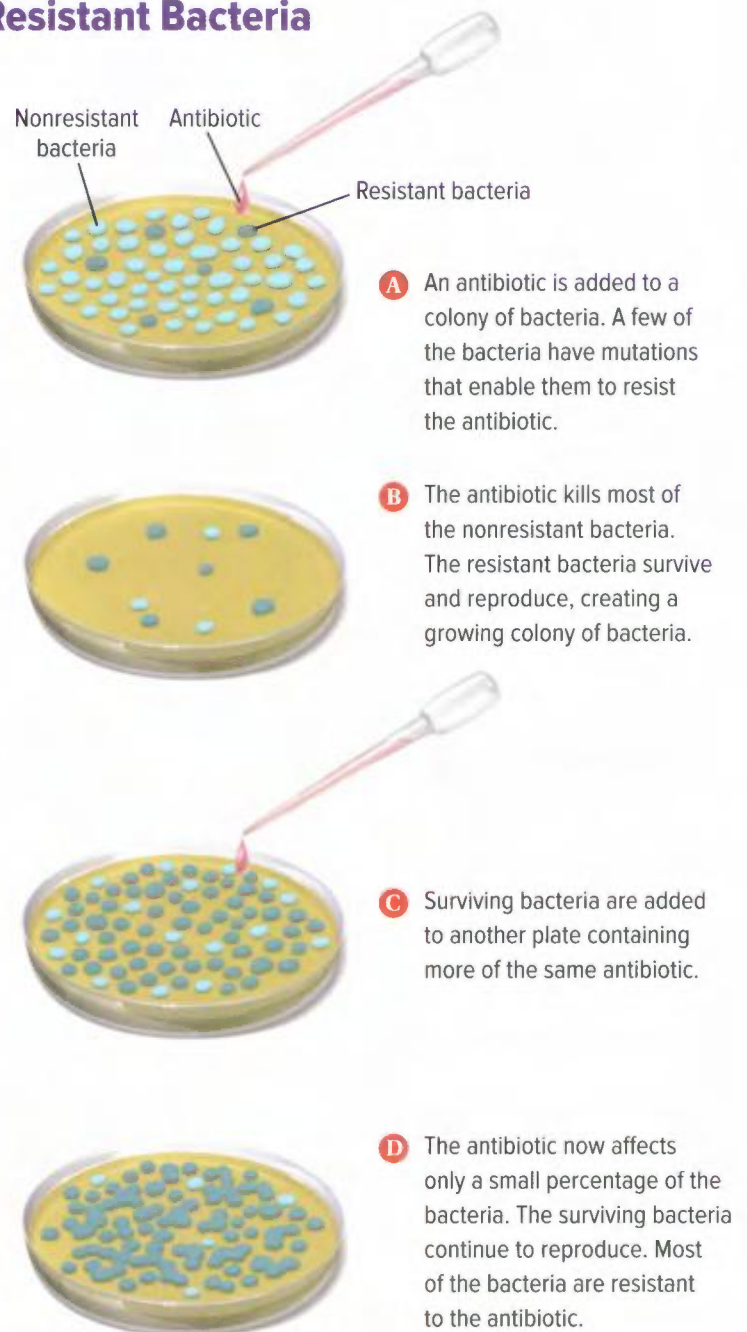 Resistant Bacteria
Nonresistant
bacteria
Antibiotic
Resistant bacteria
A An antibiotic is added to a
colony of bacteria. A few of
the bacteria have mutations
that enable them to resist
the antibiotic.
B The antibiotic kills most of
the nonresistant bacteria.
The resistant bacteria survive
and reproduce, creating a
growing colony of bacteria.
C Surviving bacteria are added
to another plate containing
more of the same antibiotic.
D The antibiotic now affects
only a small percentage of the
bacteria. The surviving bacteria
continue to reproduce. Most
of the bacteria are resistant
to the antibiotic.